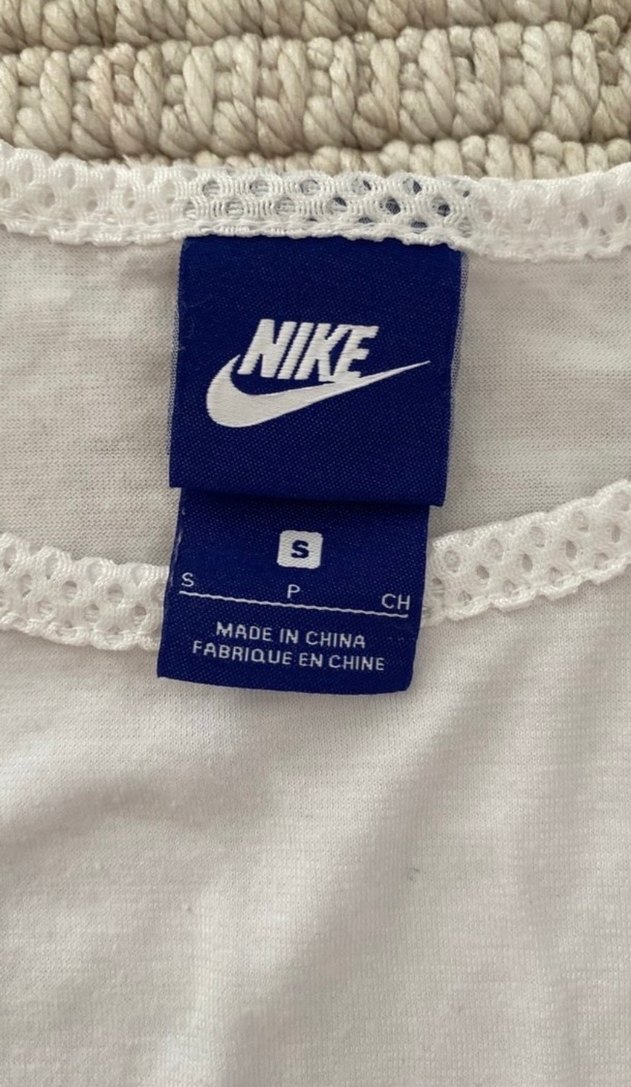 NIKE
S
S P CH
MADE IN CHINA
FABRIQUE EN CHINE